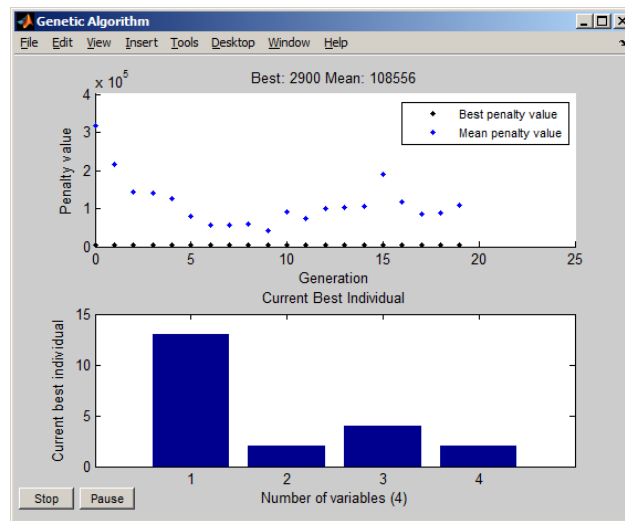 Genetic Algorithm
File Edit View Insert Tools Desktop Window Help
x 10^5
Best: 2900 Mean: 108556
4
3
2
1
0
Penalty value
Best penalty value
Mean penalty value
0 5 10 15 20 25
Generation
Current Best Individual
15
10
5
0
Current best individual
1 2 3 4
Number of variables (4)
Stop Pause